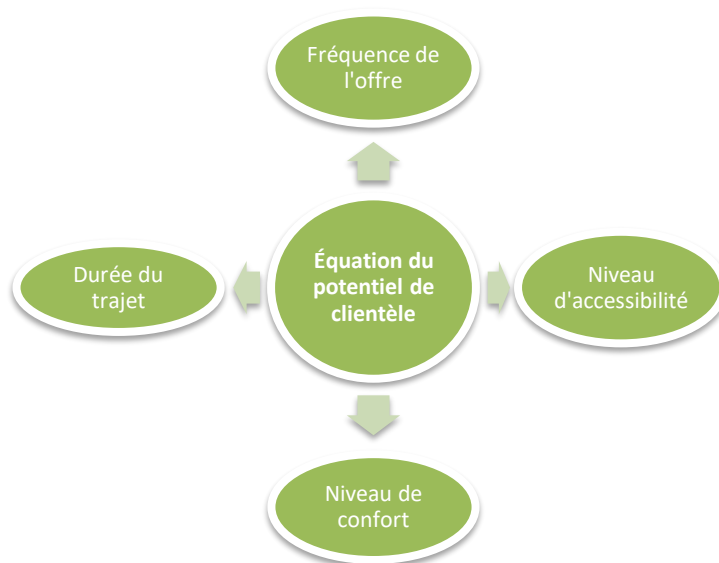 Fréquence de
l'offre
Durée du
trajet
Équation du
potentiel de
clientèle
Niveau
d'accessibilité
Niveau de
confort